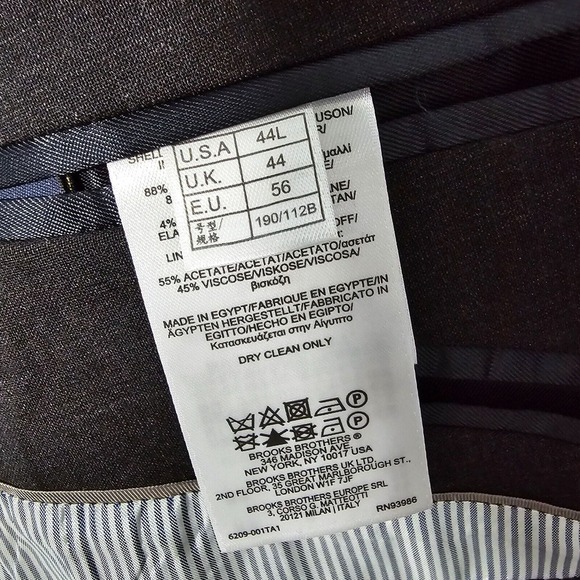 U.S.A 44L
U.K. 44
E.U. 56
号型/规格 190/112B
SHELL
USON/
88%
4%
OFF/
55% ACETATE/ACETAT/ACETATO/ασετάτ
45% VISCOSE/VISKOSE/VISCOSA/
βισκόζη
MADE IN EGYPT/FABRIQUE EN EGYPTE/IN
ÄGYPTEN HERGESTELLT/FABBRICATO IN
EGITTO/HECHO EN EGIPTO/
Κατασκευάζεται στην Αίγυπτο
DRY CLEAN ONLY
P
P
BROOKS BROTHERS®
346 MADISON AVE
NEW YORK, NY 10017 USA
BROOKS BROTHERS UK LTD.
2ND FLOOR, 35 GREAT MARLBOROUGH ST.,
LONDON W1F 7JF
BROOKS BROTHERS EUROPE SRL
3, CORSO G. MATTEOTTI
20121 MILAN | ITALY
6209-001TA1 RN93986